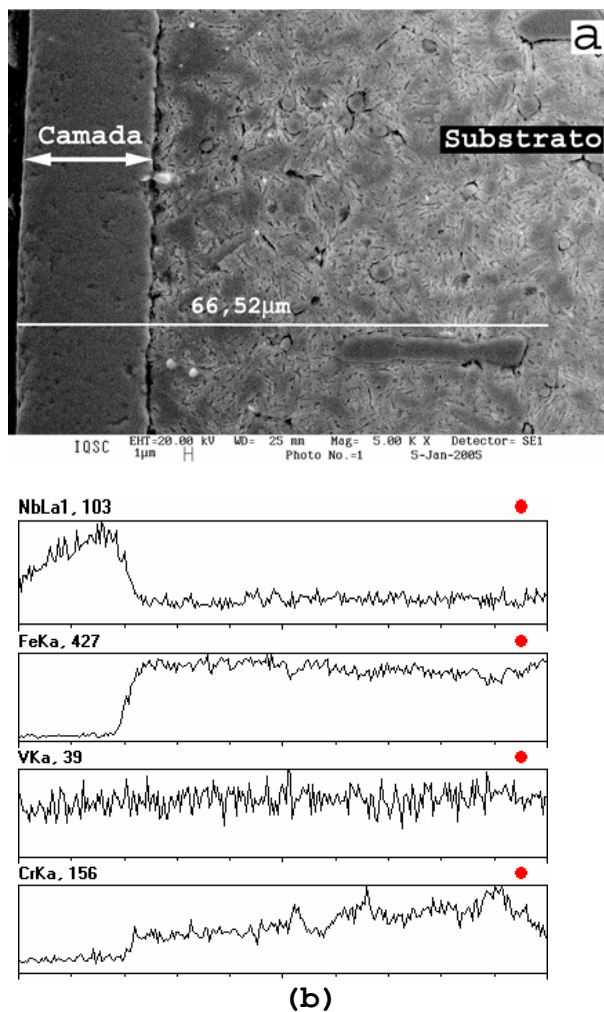 a
Camada
Substrato
66,52µm
IQSC EHT=20.00 kV WD= 25 mm Mag= 5.00 K X Detector= SE1
1µm Photo No.=1 5-Jan-2005
NbLa1, 103
FeKa, 427
VKa, 39
CrKa, 156
(b)